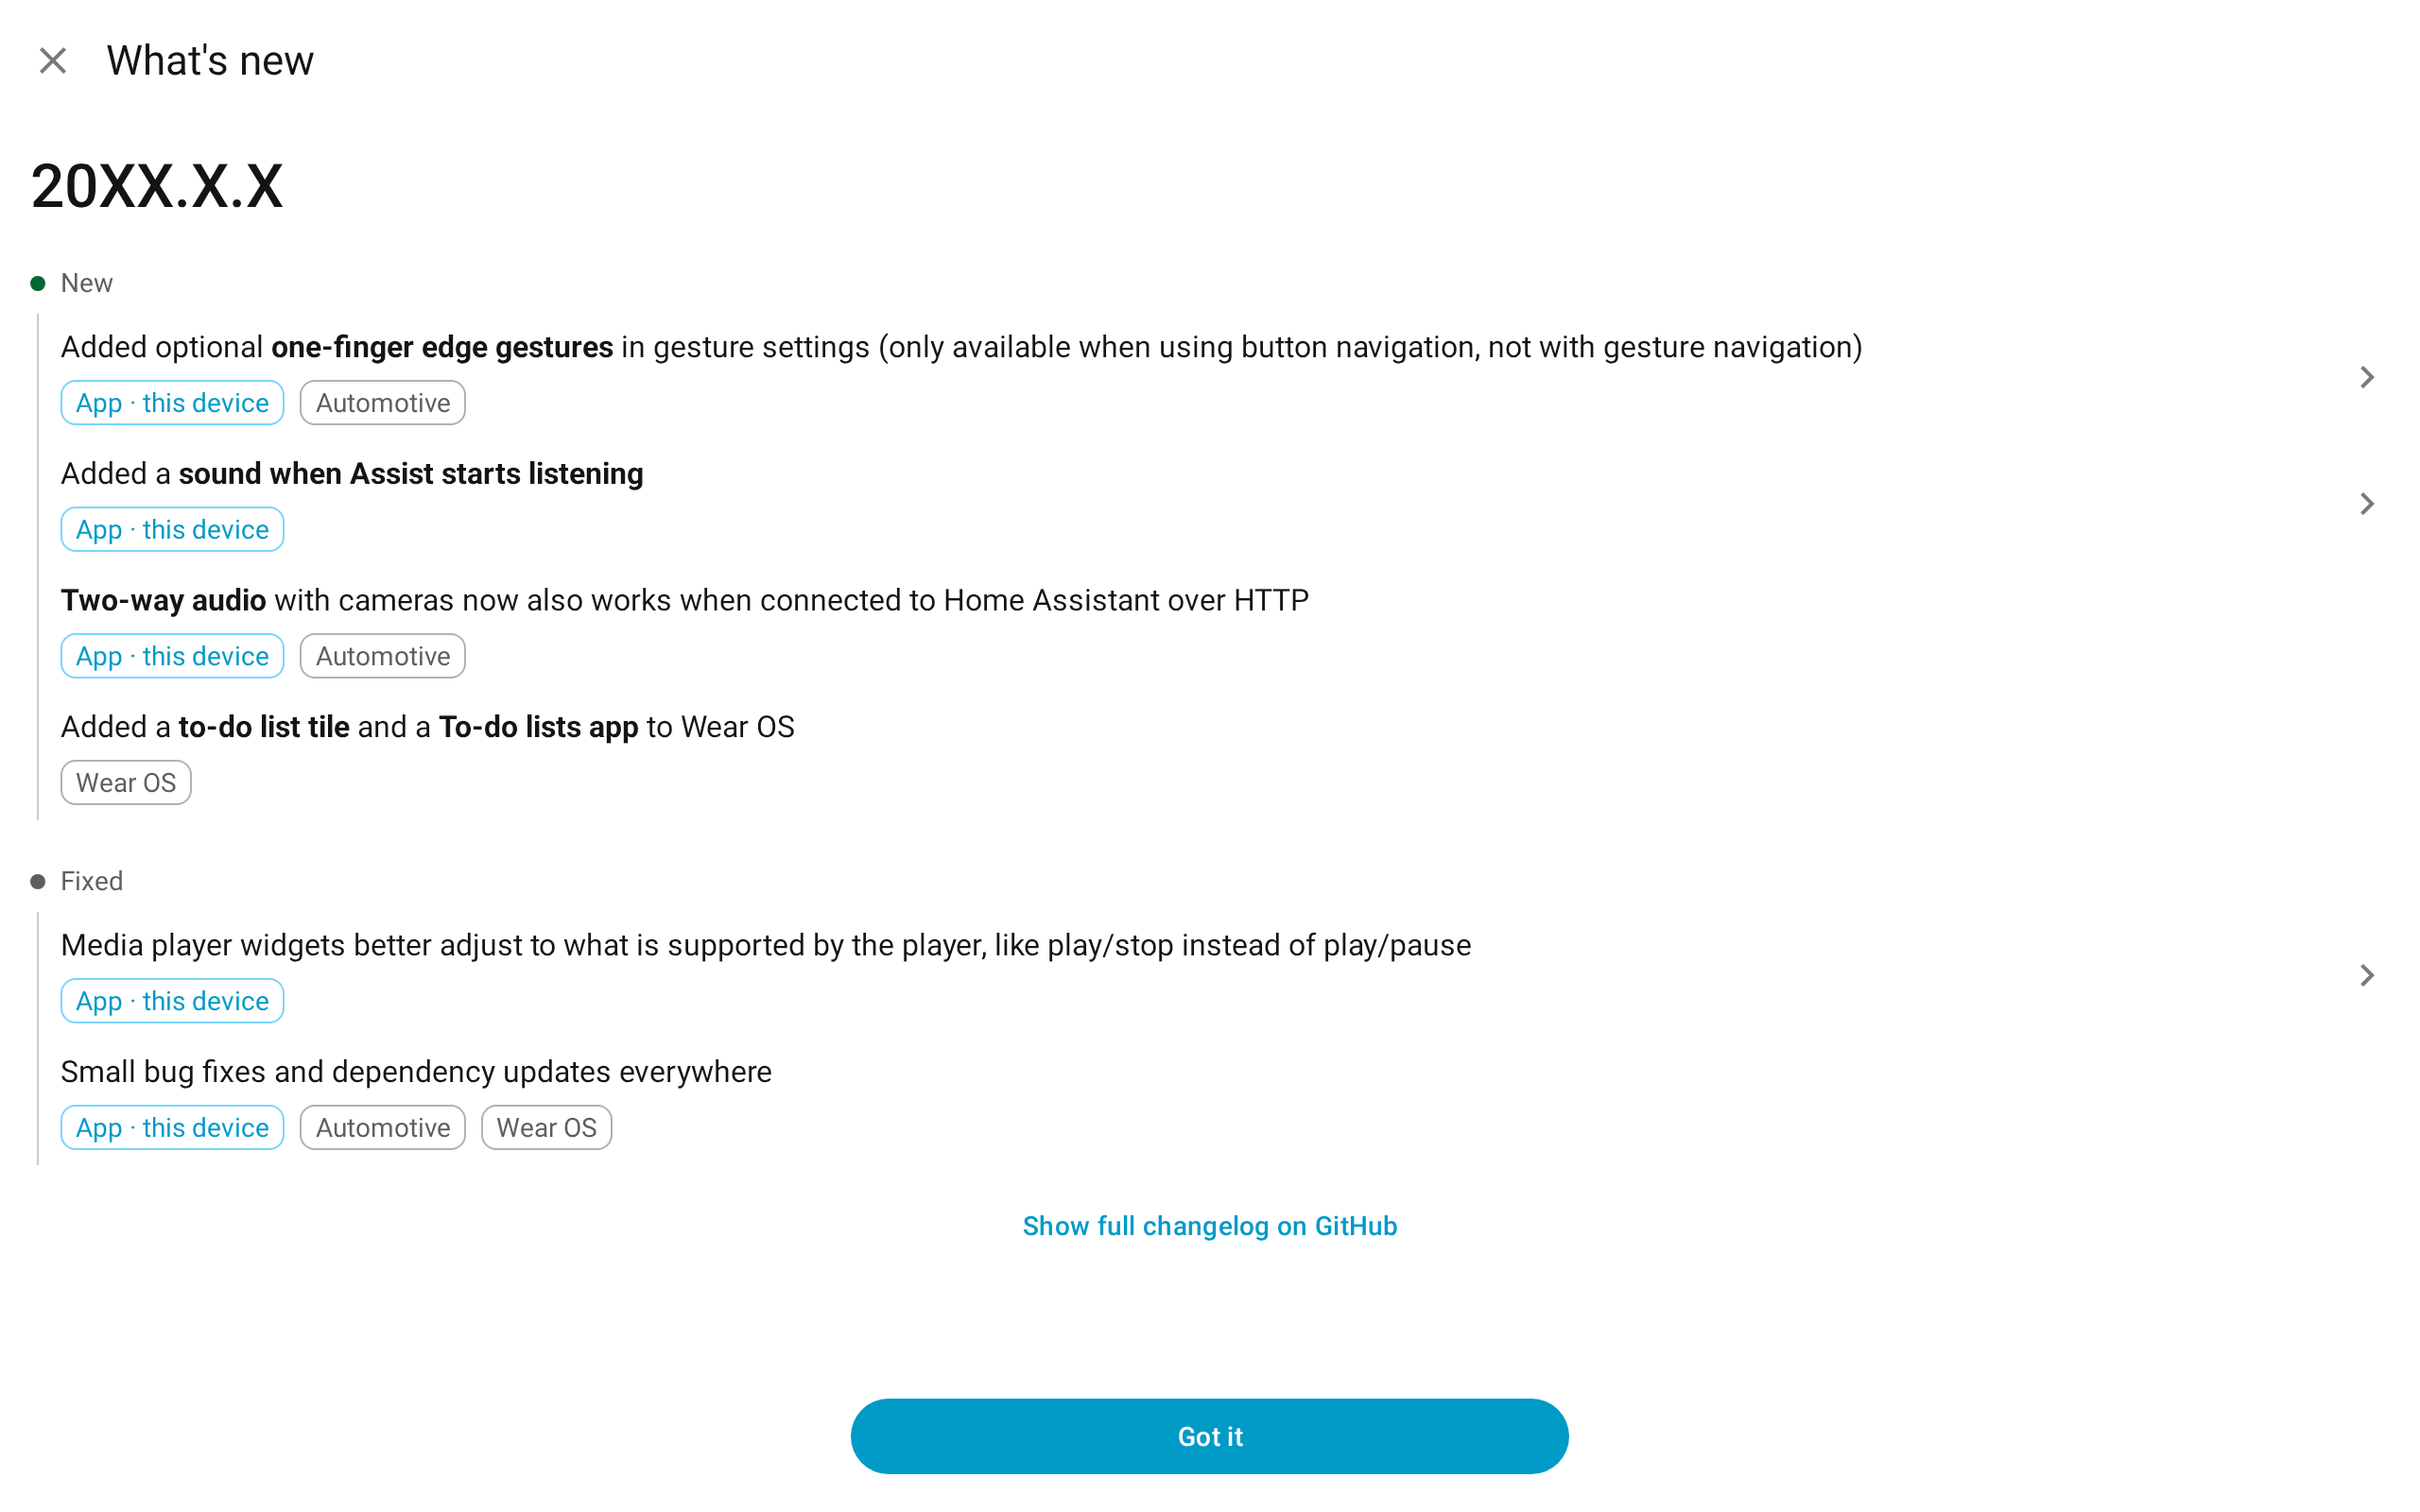 What's new
20XX.X.X
New
Added optional one-finger edge gestures in gesture settings (only available when using button navigation, not with gesture navigation)
App · this device Automotive
Added a sound when Assist starts listening
App · this device
Two-way audio with cameras now also works when connected to Home Assistant over HTTP
App · this device Automotive
Added a to-do list tile and a To-do lists app to Wear OS
Wear OS
Fixed
Media player widgets better adjust to what is supported by the player, like play/stop instead of play/pause
App · this device
Small bug fixes and dependency updates everywhere
App · this device Automotive Wear OS
Show full changelog on GitHub
Got it